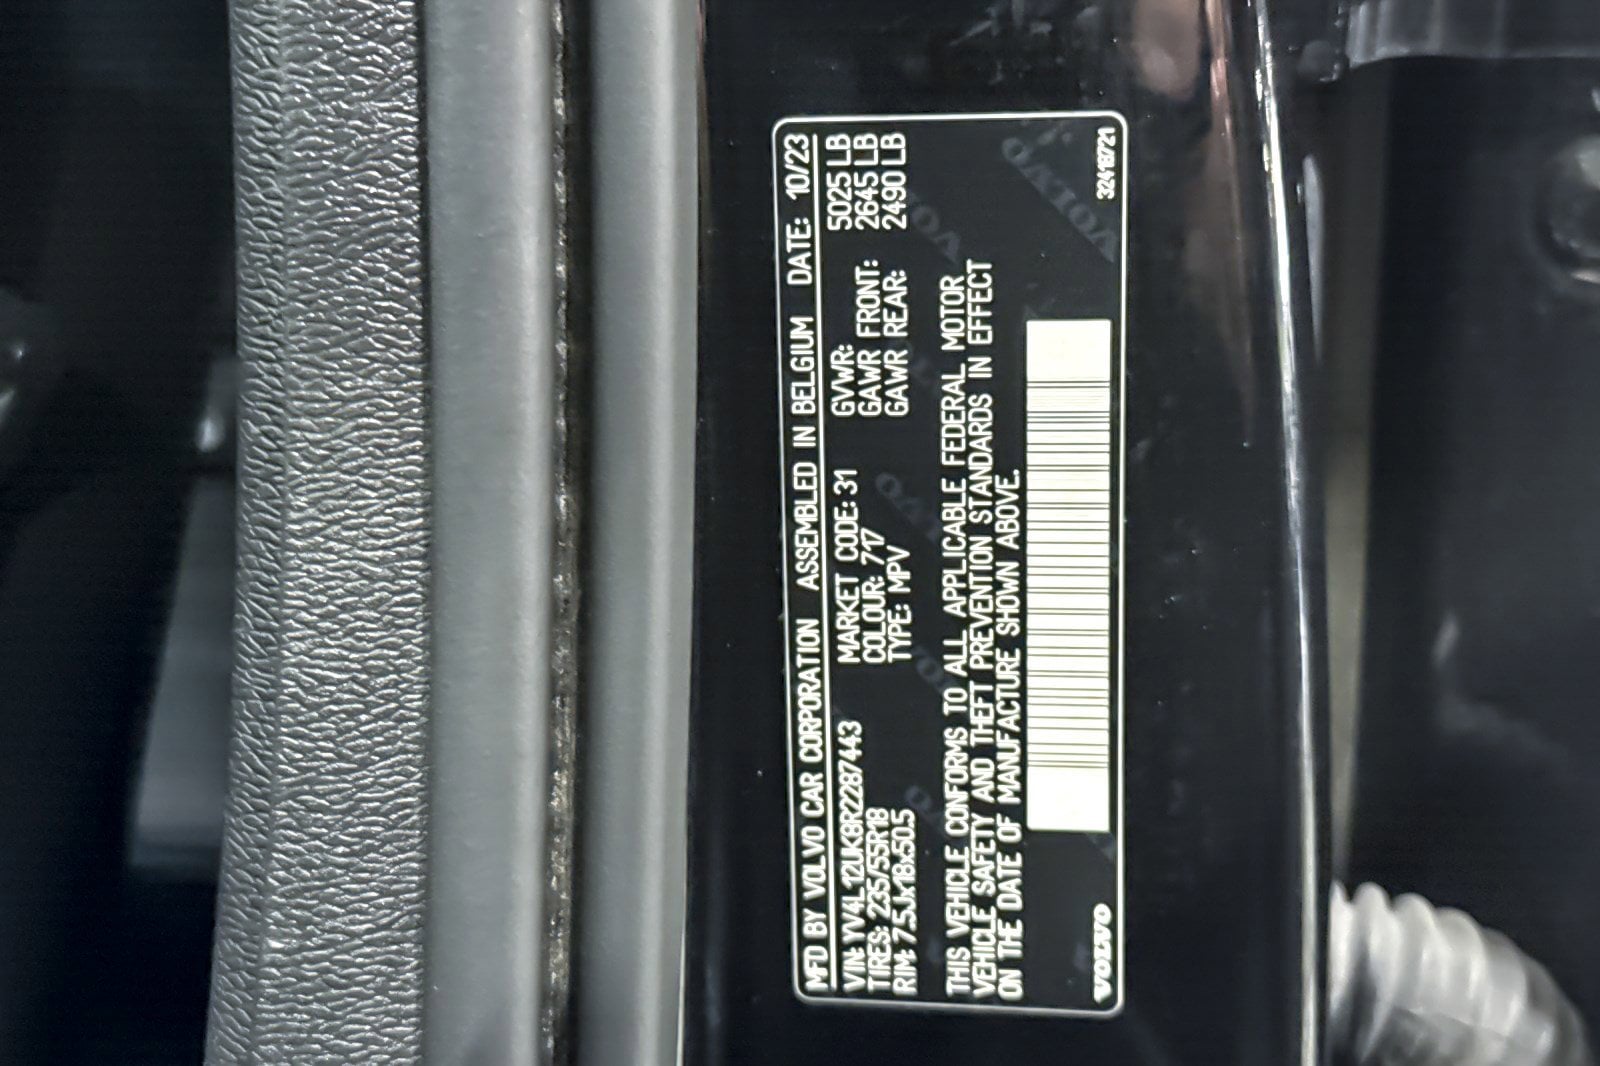 MFD BY VOLVO CAR CORPORATION ASSEMBLED IN BELGIUM DATE: 10/23
VIN: YV4L12UK8R2287443 MARKET CODE: 31 GVWR: 5025 LB
TIRES: 235/55R18 COLOUR: 717 GAWR FRONT: 2645 LB
RIM: 7.5Jx18x50.5 TYPE: MPV GAWR REAR: 2490 LB
THIS VEHICLE CONFORMS TO ALL APPLICABLE FEDERAL MOTOR
VEHICLE SAFETY AND THEFT PREVENTION STANDARDS IN EFFECT
ON THE DATE OF MANUFACTURE SHOWN ABOVE.
VOLVO 32418721